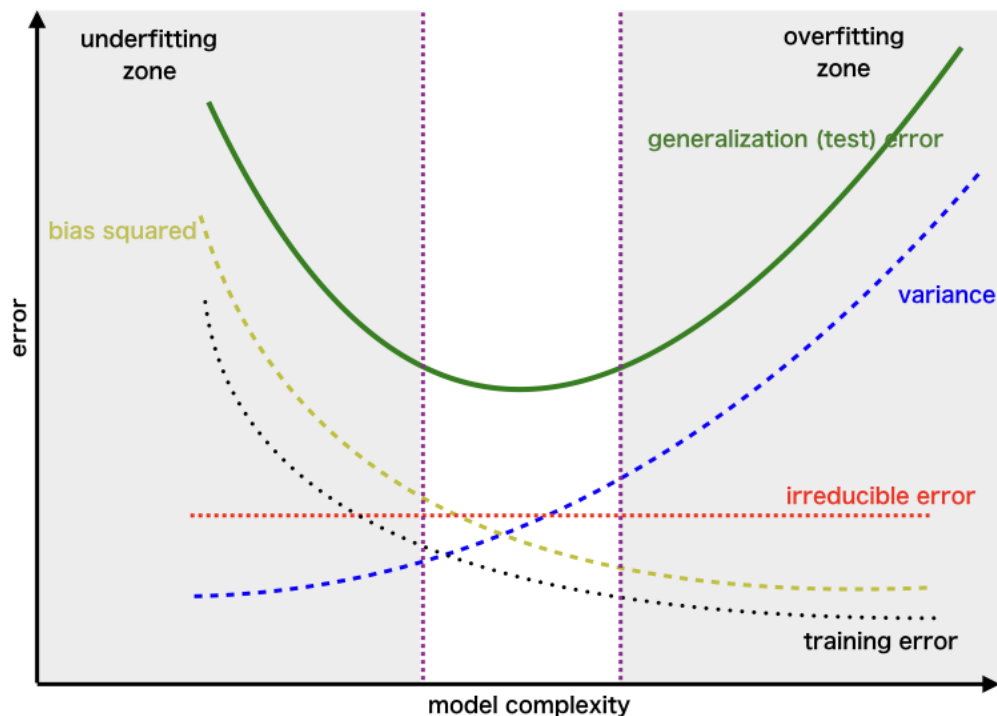 underfitting
zone
overfitting
zone
generalization (test) error
bias squared
variance
error
irreducible error
training error
model complexity